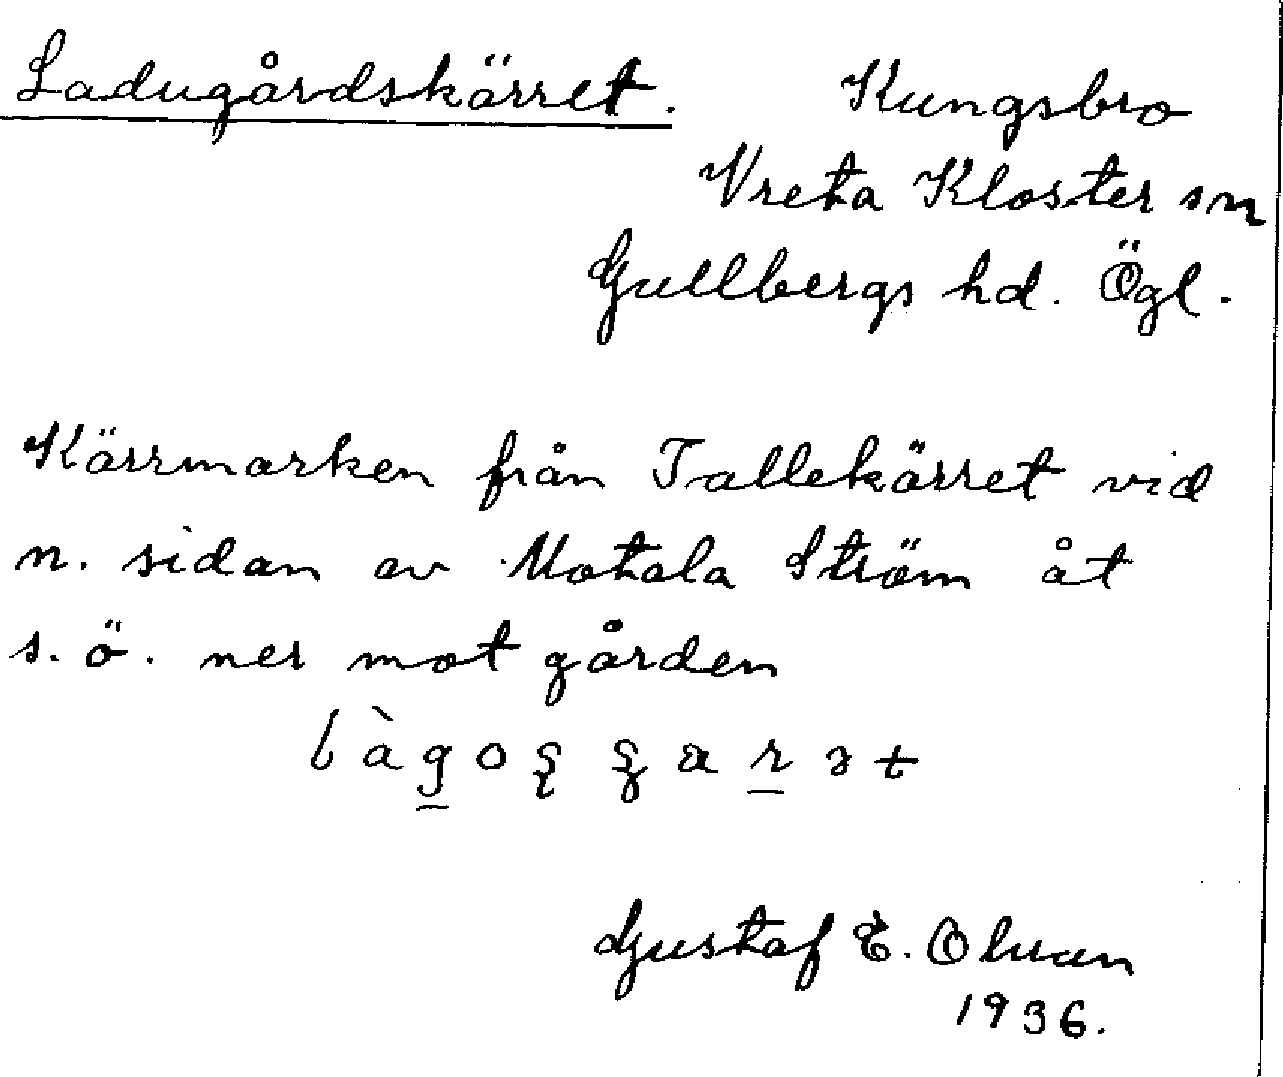 Ladugårdskärret.
Kungsbro
Vreta Kloster sn
Gullbergs hd. Ögl.
Kärrmarken från Tallekärret vid
n. sidan av Motala Ström åt
s. ö. ner mot gården
Gustaf E. Olman
1936.